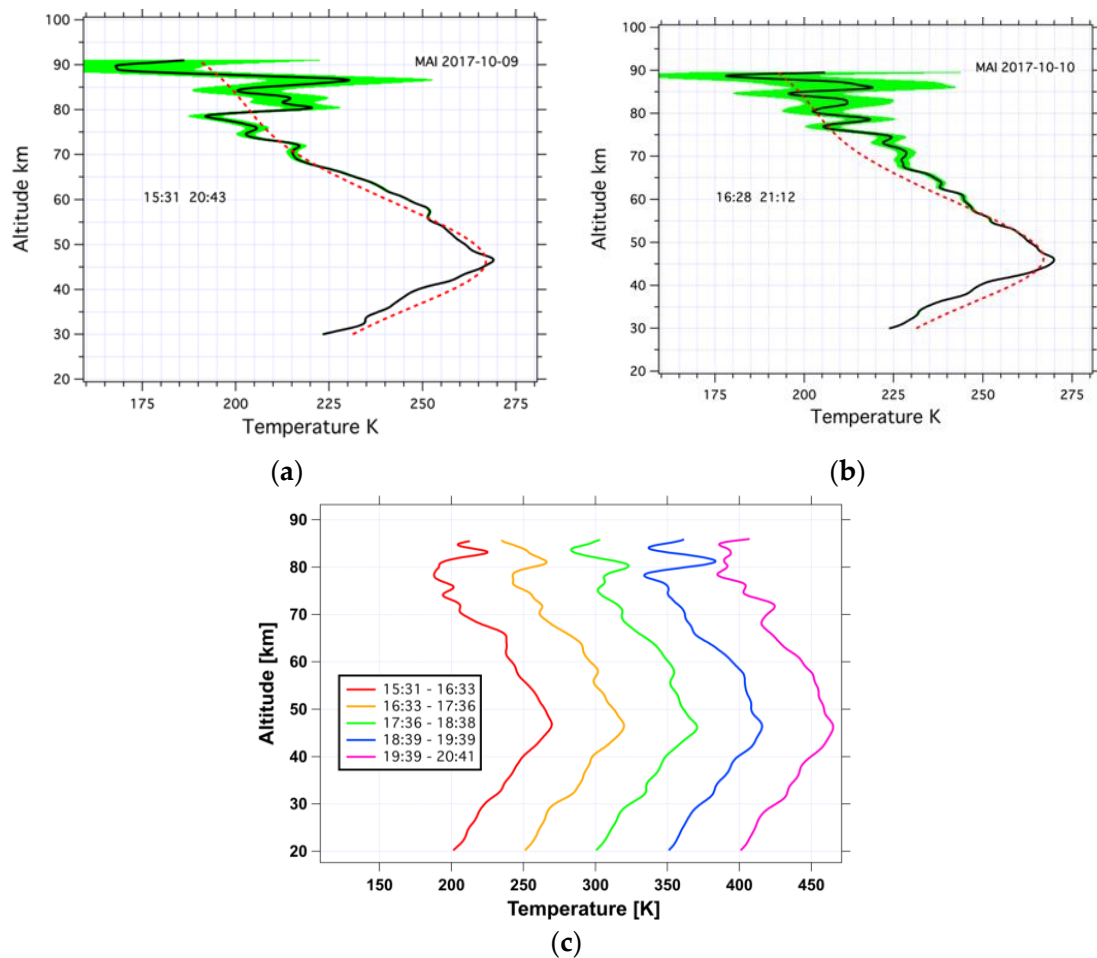 100
90
80
70
60
50
40
30
20
Altitude km
MAI 2017-10-09
15:31 20:43
175
200
225
250
275
Temperature K
(a)
100
90
80
70
60
50
40
30
20
Altitude km
MAI 2017-10-10
16:28 21:12
175
200
225
250
275
Temperature K
(b)
90
80
70
60
50
40
30
20
Altitude [km]
15:31 - 16:33
16:33 - 17:36
17:36 - 18:38
18:39 - 19:39
19:39 - 20:41
150
200
250
300
350
400
450
Temperature [K]
(c)